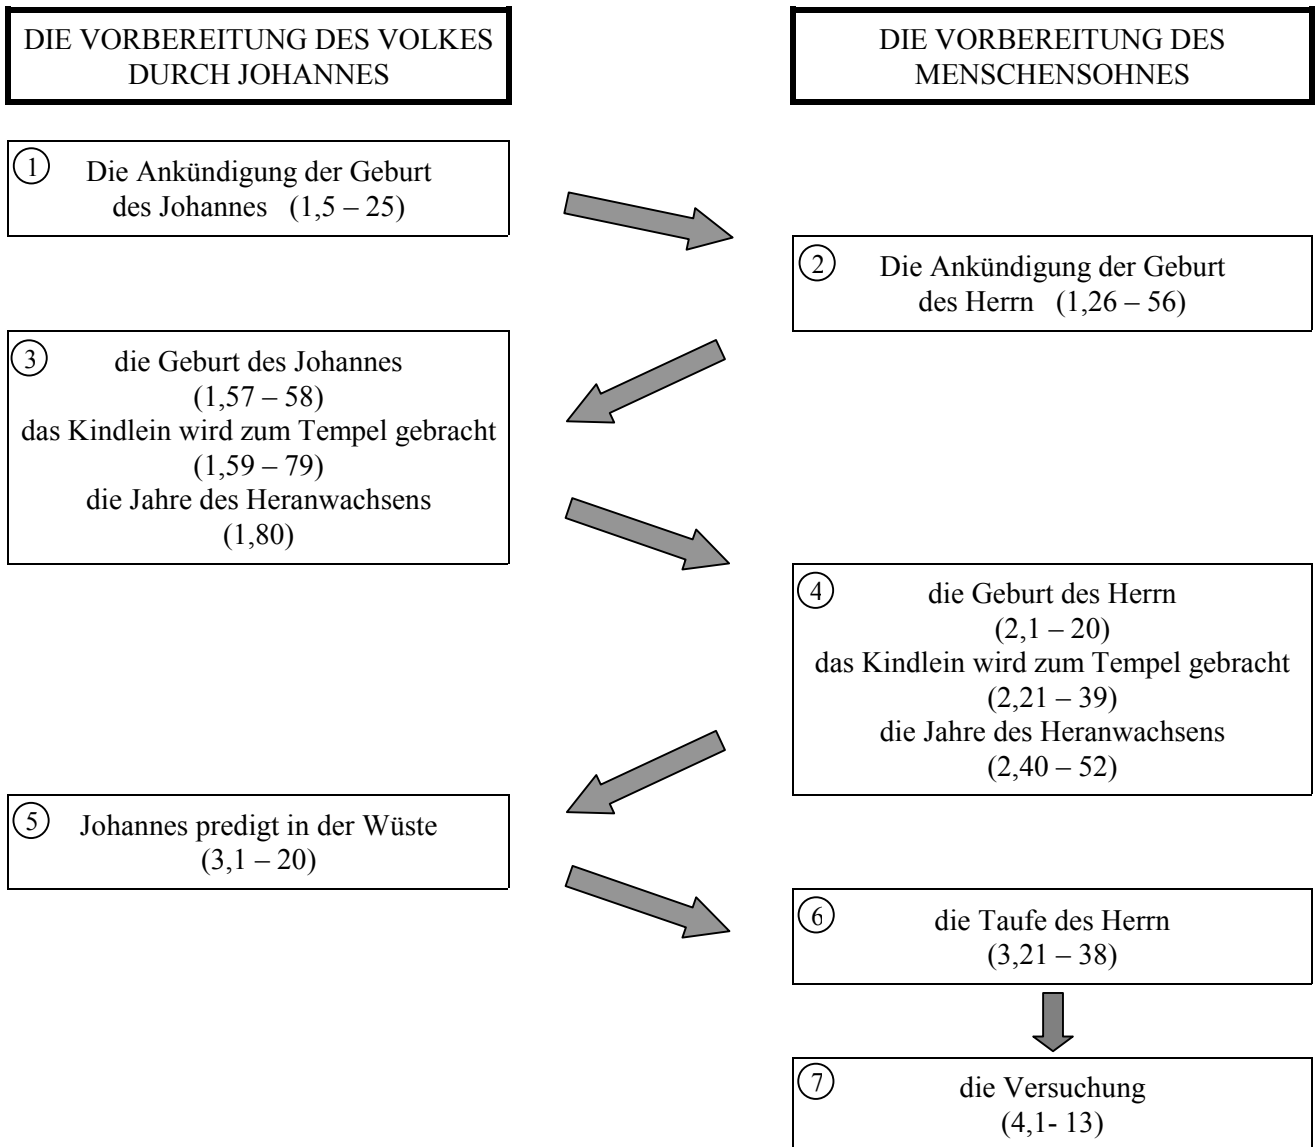 DIE VORBEREITUNG DES VOLKES
DURCH JOHANNES
DIE VORBEREITUNG DES
MENSCHENSOHNES
1 Die Ankündigung der Geburt
des Johannes (1,5 – 25)
2 Die Ankündigung der Geburt
des Herrn (1,26 – 56)
3 die Geburt des Johannes
(1,57 – 58)
das Kindlein wird zum Tempel gebracht
(1,59 – 79)
die Jahre des Heranwachsens
(1,80)
4 die Geburt des Herrn
(2,1 – 20)
das Kindlein wird zum Tempel gebracht
(2,21 – 39)
die Jahre des Heranwachsens
(2,40 – 52)
5 Johannes predigt in der Wüste
(3,1 – 20)
6 die Taufe des Herrn
(3,21 – 38)
7 die Versuchung
(4,1- 13)